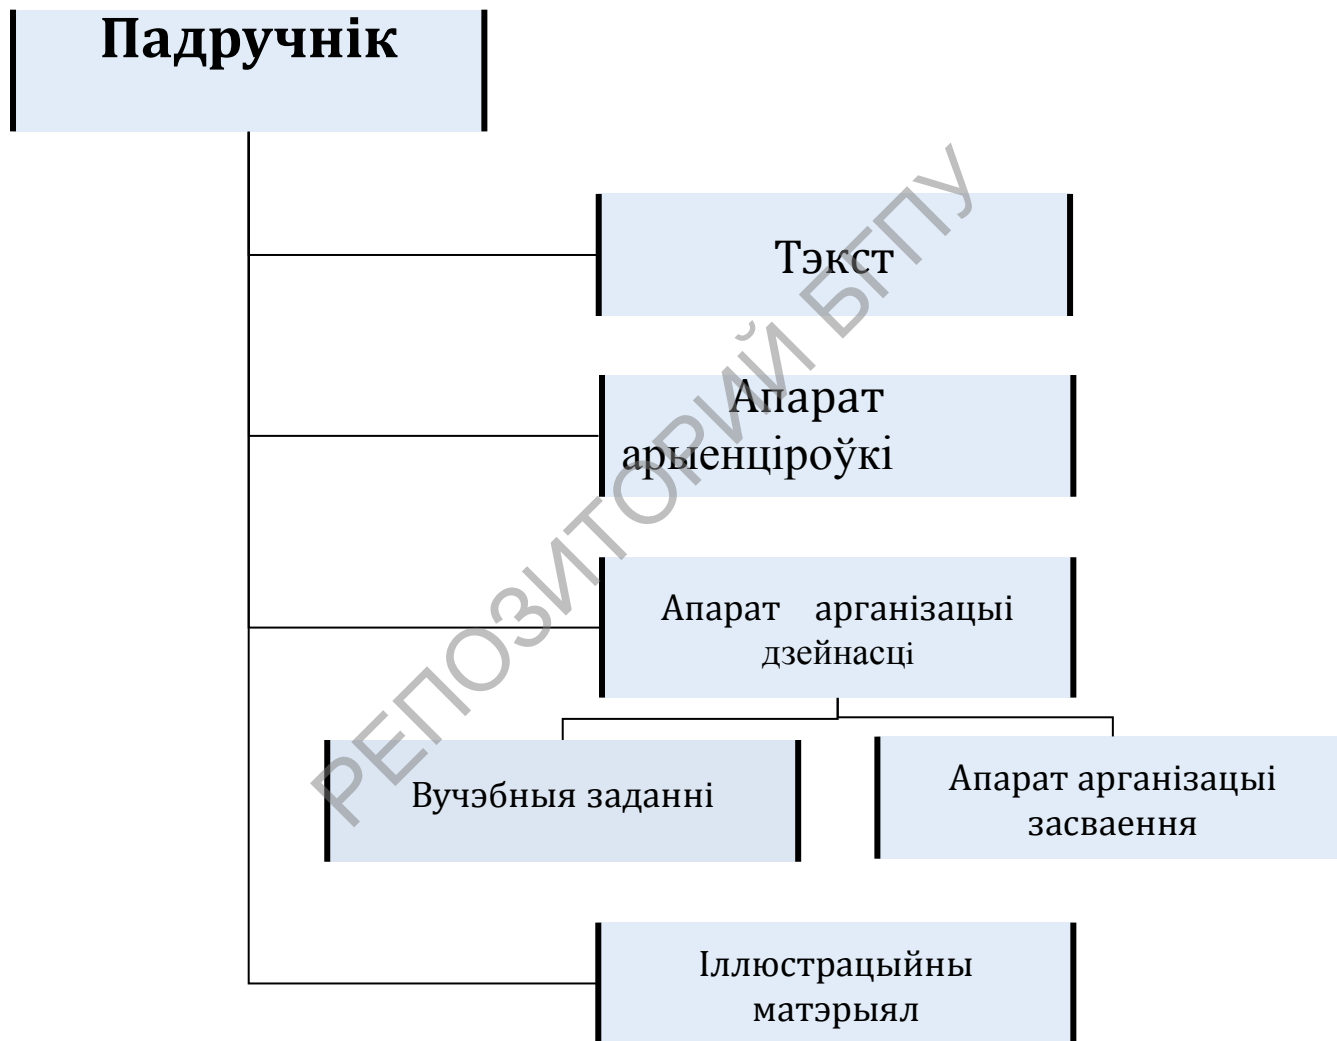 Падручнік
Тэкст
Апарат
арыенціроўкі
Апарат арганізацыі
дзейнасці
Вучэбныя заданні
Апарат арганізацыі
засваення
Іллюстрацыйны
матэрыял
РЕПОЗИТОРИЙ БГПУ